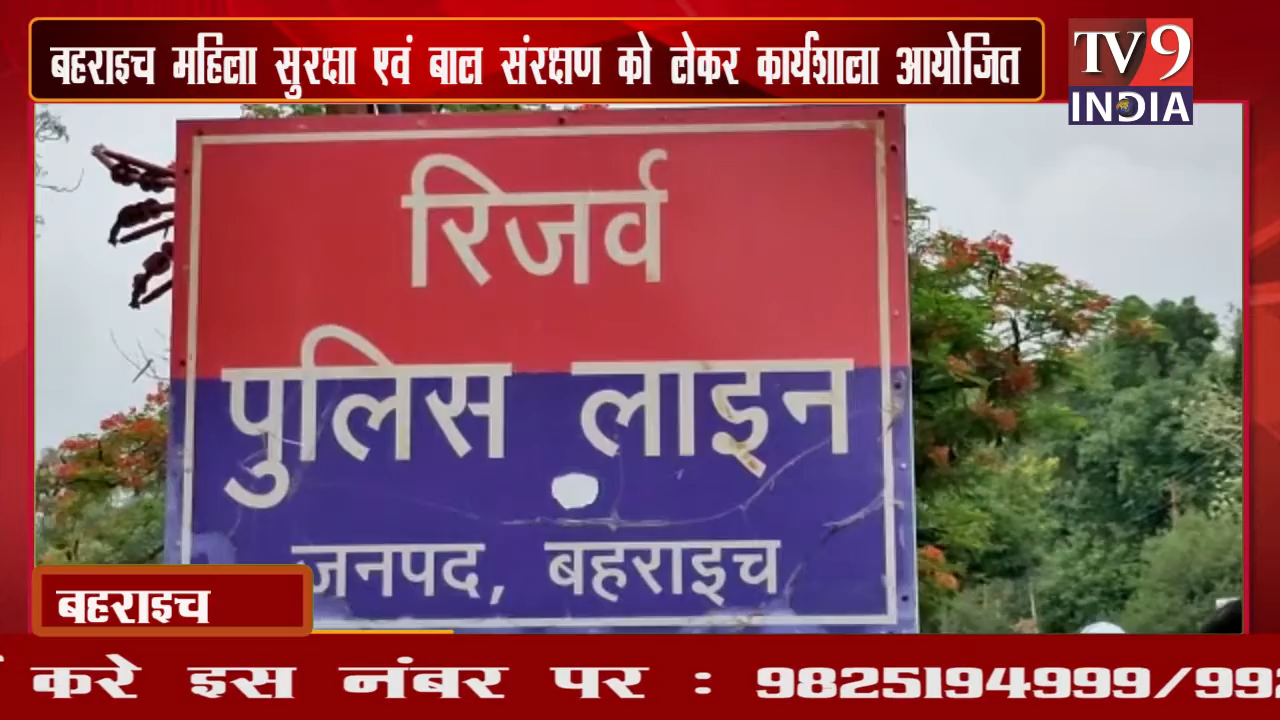 बहराइच महिला सुरक्षा एवं बाल संरक्षण को लेकर कार्यशाला आयोजित
TV9
INDIA
रिजर्व
पुलिस लाइन
जनपद, बहराइच
बहराइच
करे इस नंबर पर : 9825194999/992